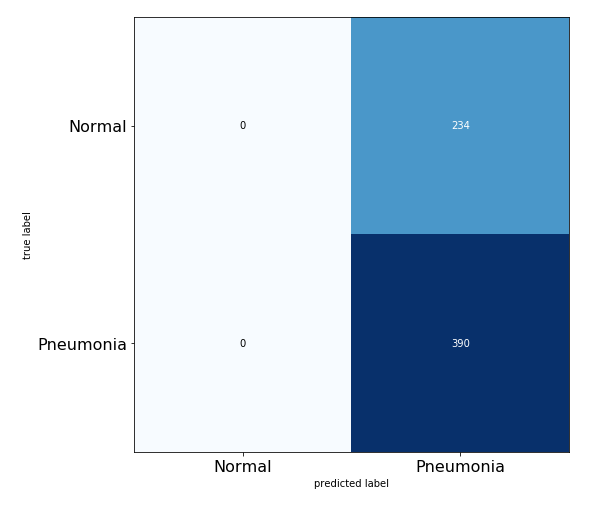 Normal
0
234
true label
Pneumonia
0
390
Normal
Pneumonia
predicted label